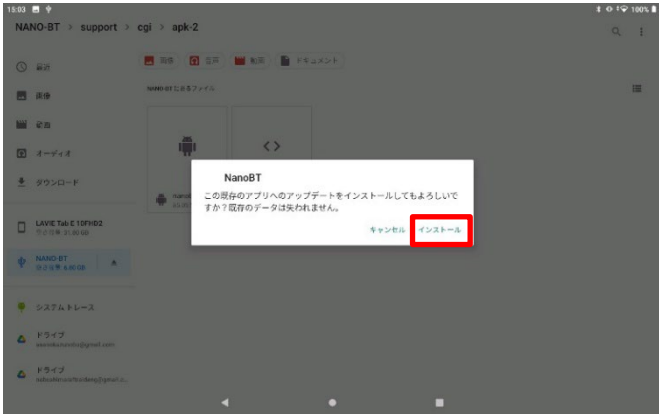 15:03
100%
NANO-BT > support > cgi > apk-2
最近
画像
音声
動画
ドキュメント
NANO-BT にあるファイル
画像
動画
オーディオ
ダウンロード
NanoBT
この既存のアプリへのアップデートをインストールしてもよろしいで
すか?既存のデータは失われません。
キャンセル
インストール
LAVIE Tab E 10FHD2
NANO-BT
システム トレース
ドライブ
ドライブ